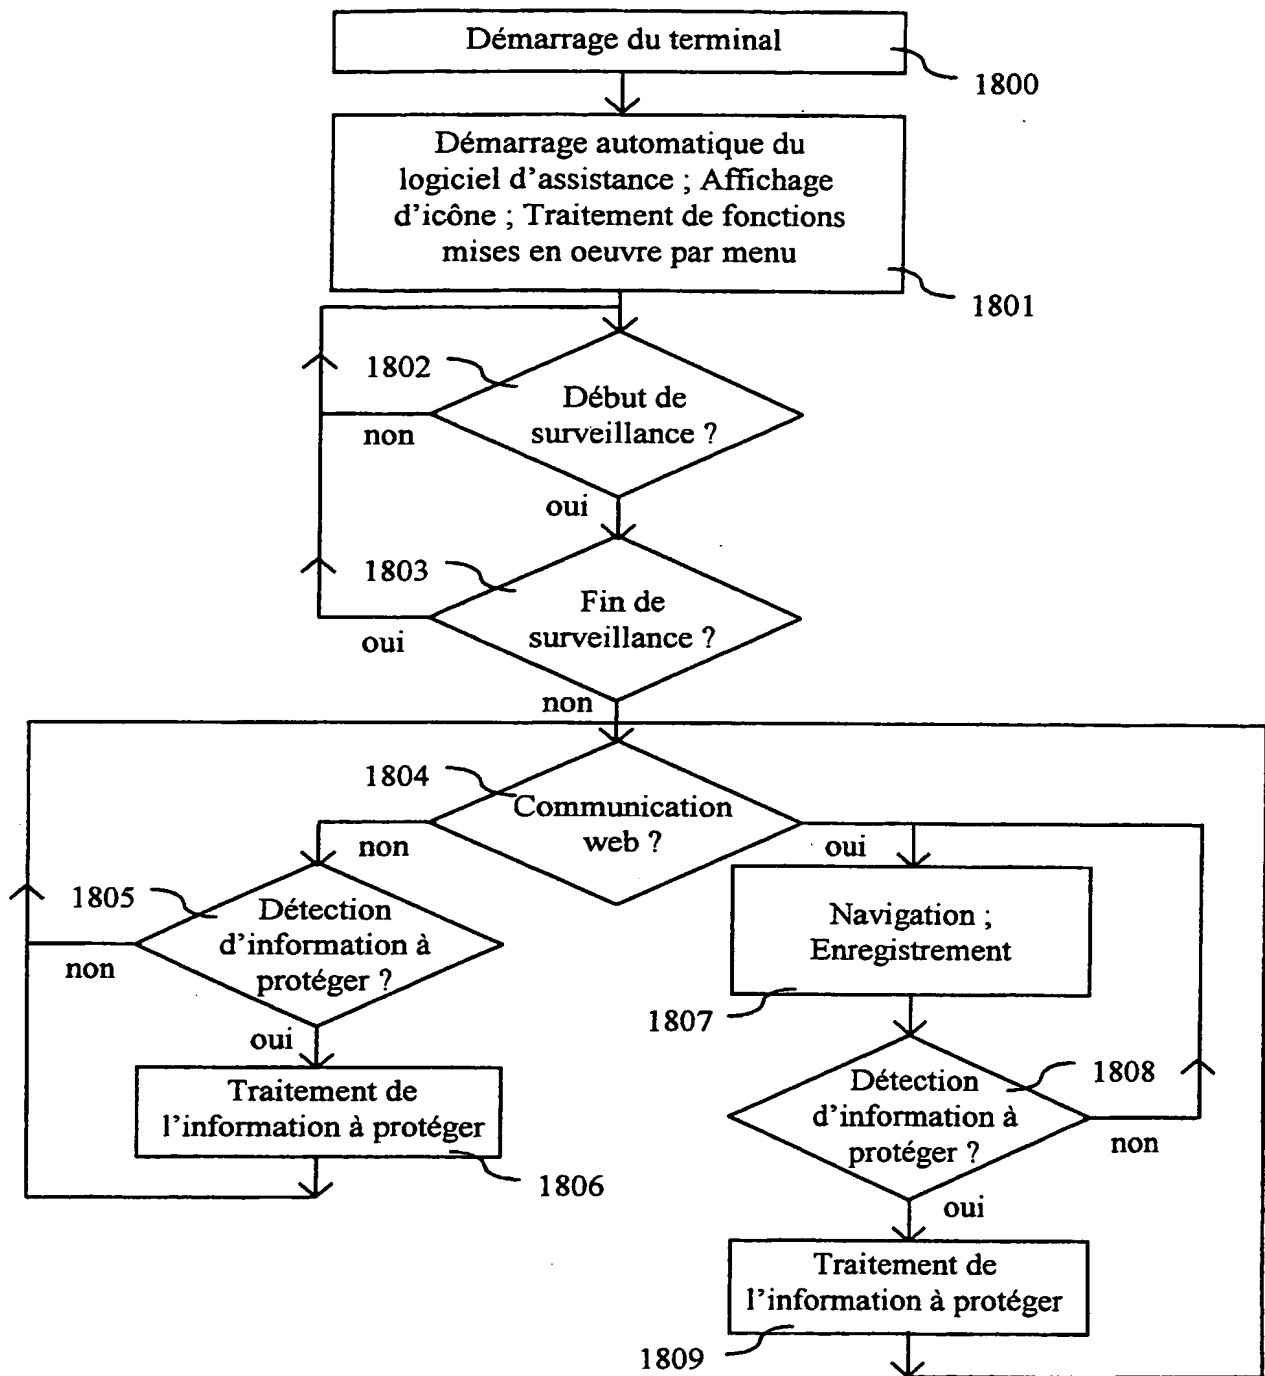 Démarrage du terminal
1800
Démarrage automatique du
logiciel d'assistance ; Affichage
d'icône ; Traitement de fonctions
mises en oeuvre par menu
1801
1802
Début de
surveillance ?
non
oui
1803
Fin de
surveillance ?
oui
non
1804
Communication
web ?
non
oui
1805
Détection
d'information à
protéger ?
non
oui
Navigation ;
Enregistrement
1807
Traitement de
l'information à protéger
1806
1808
Détection
d'information à
protéger ?
non
oui
Traitement de
l'information à protéger
1809